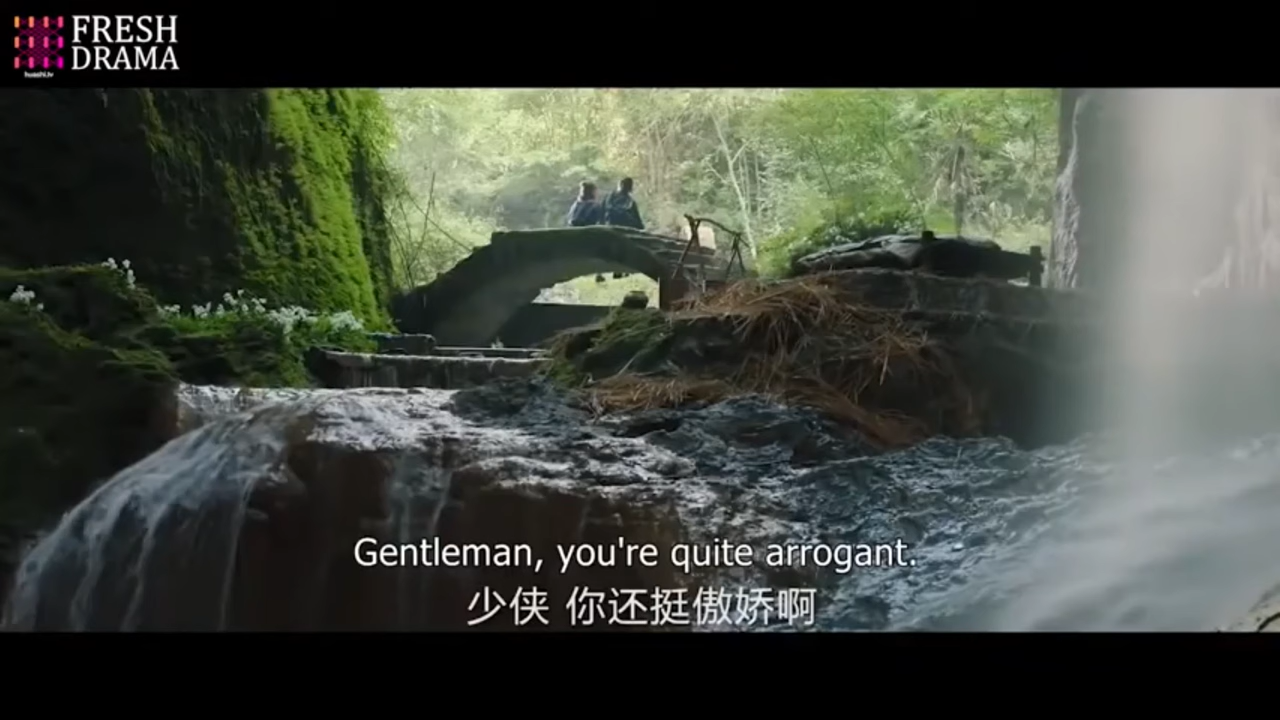 FRESH
DRAMA
Gentleman, you're quite arrogant.
少侠 你还挺傲娇啊